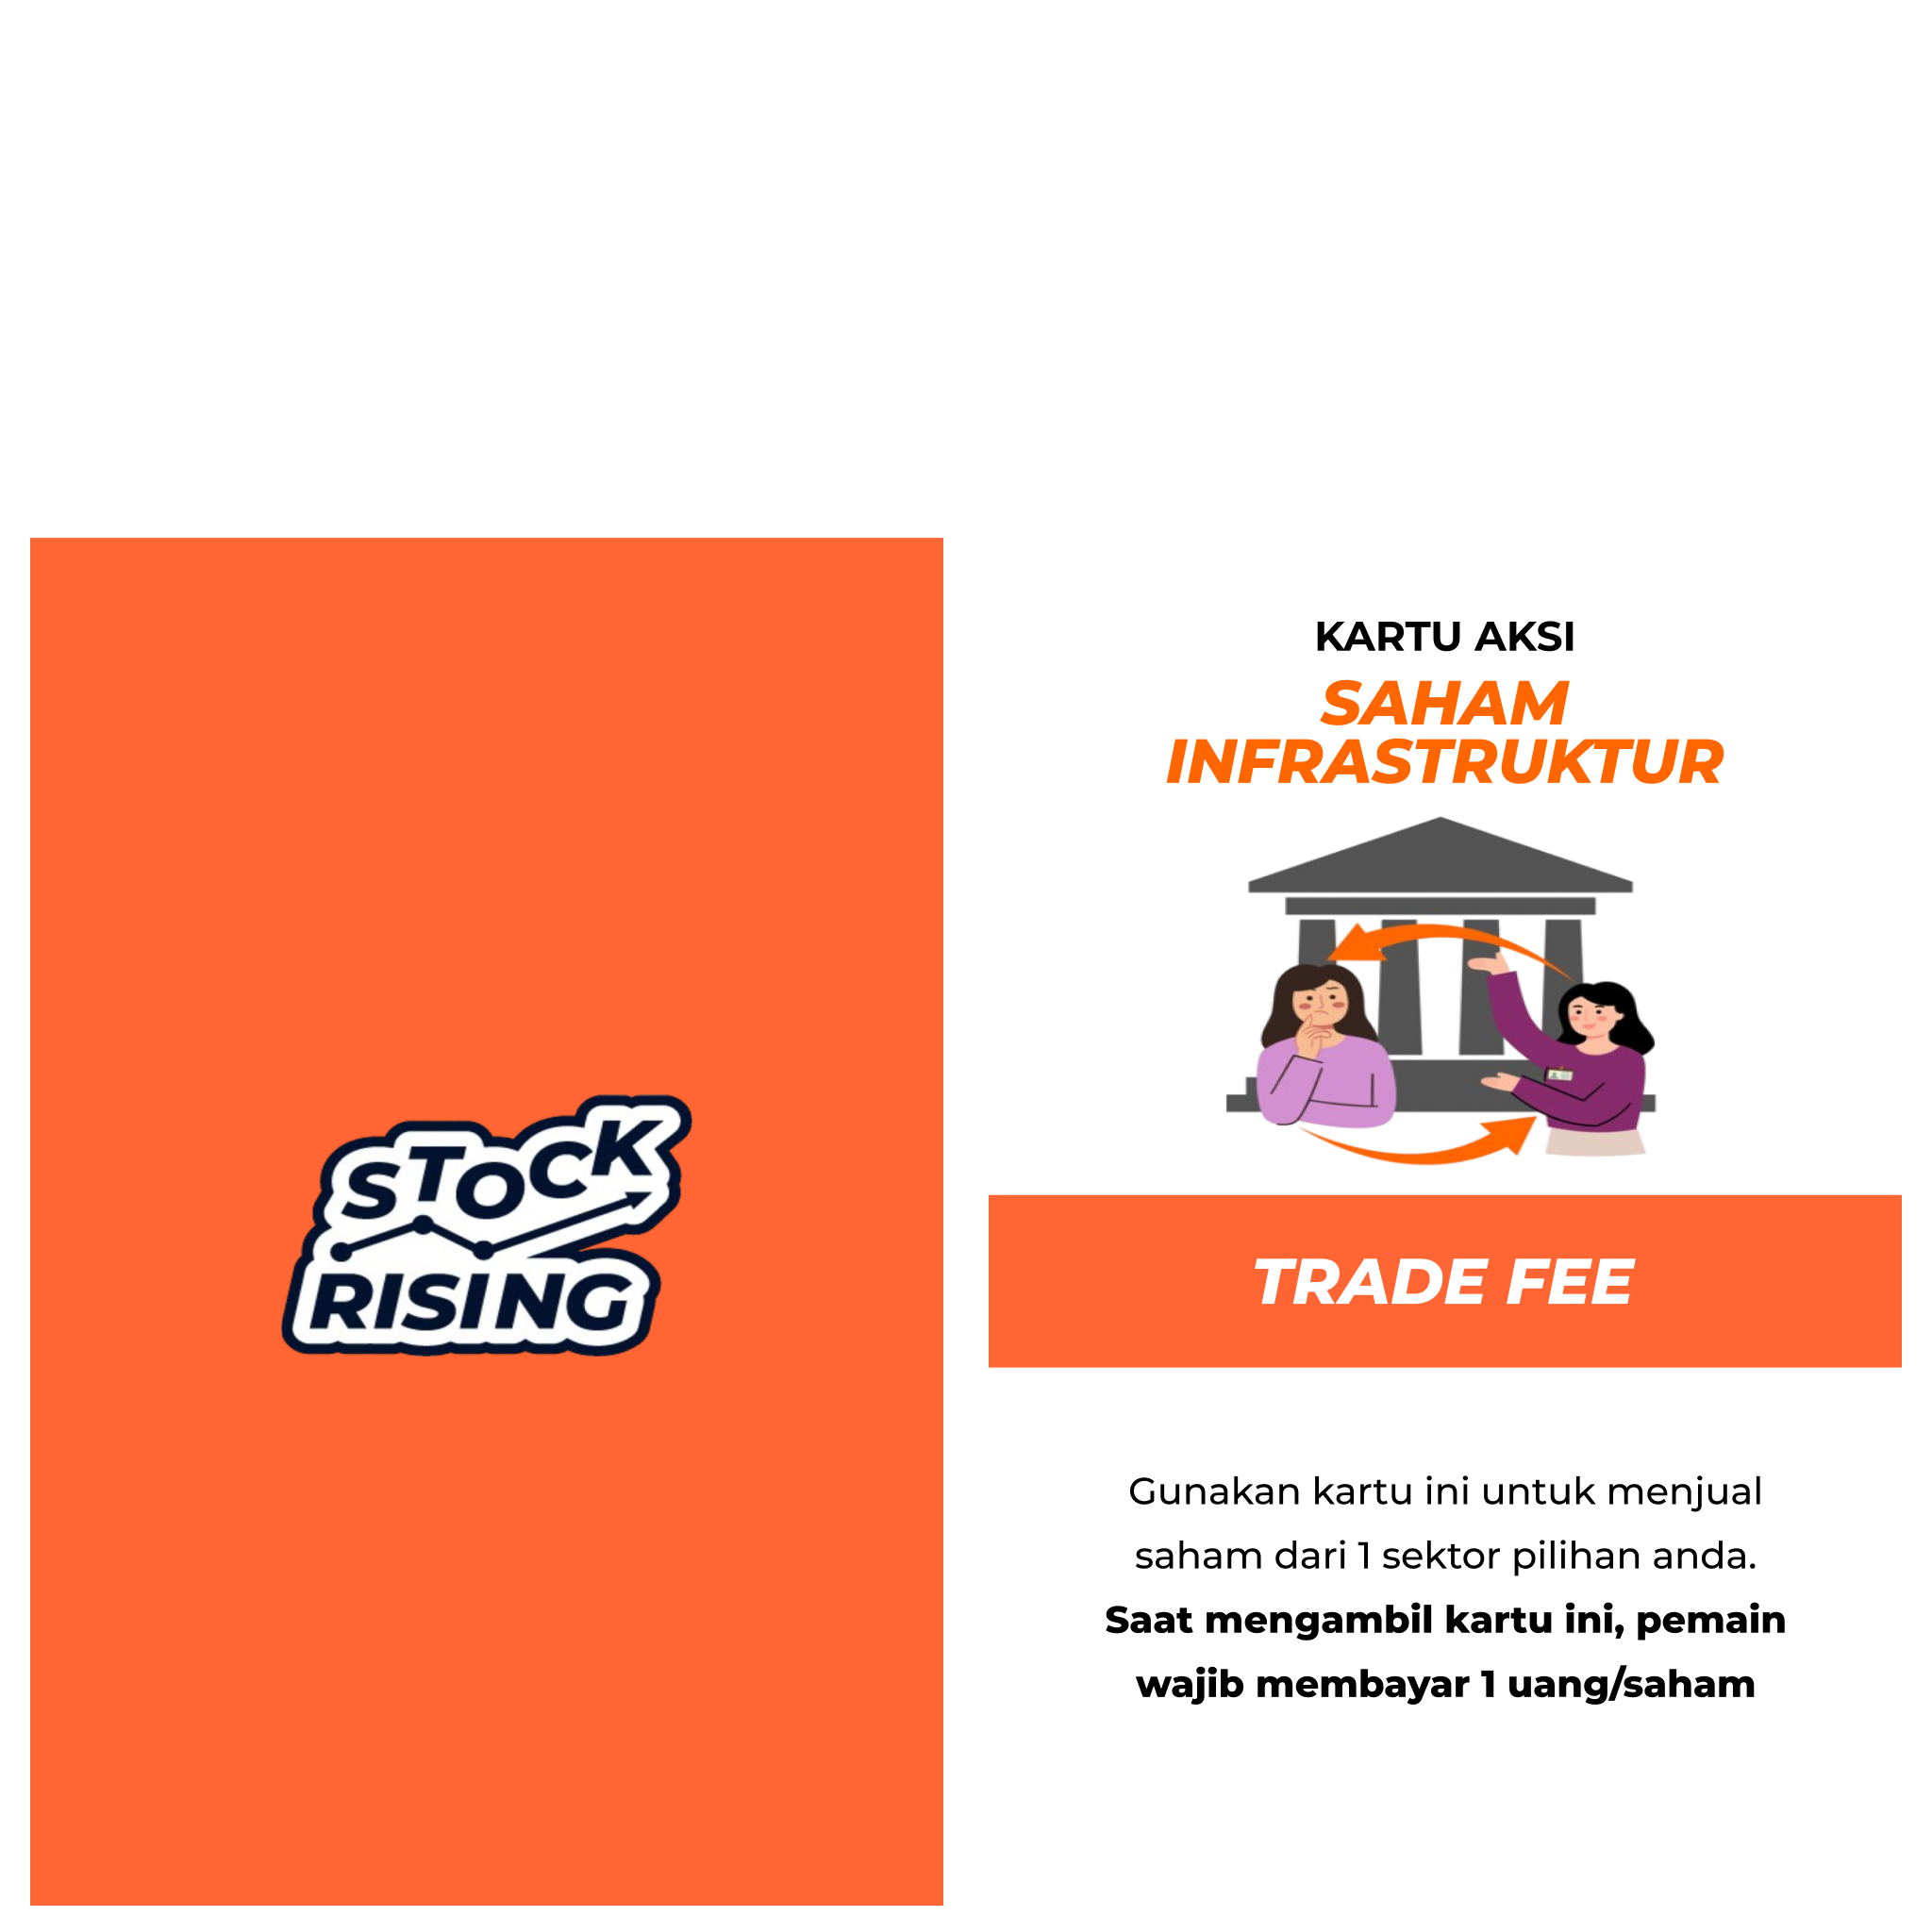 STOCK
RISING
KARTU AKSI
SAHAM
INFRASTRUKTUR
TRADE FEE
Gunakan kartu ini untuk menjual
saham dari 1 sektor pilihan anda.
Saat mengambil kartu ini, pemain
wajib membayar 1 uang/saham